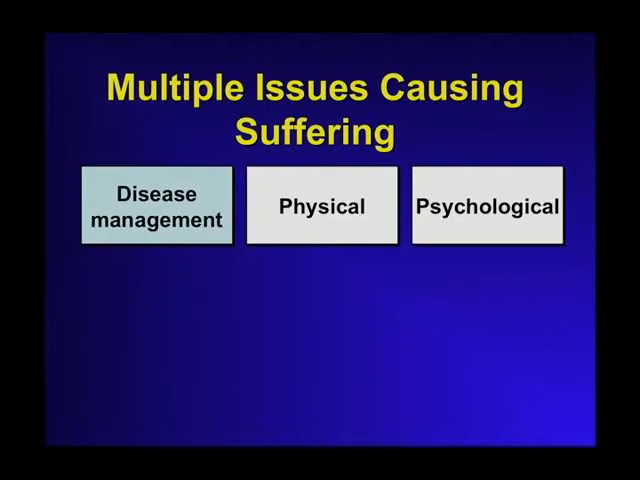 Multiple Issues Causing
Suffering
Disease
management
Physical
Psychological